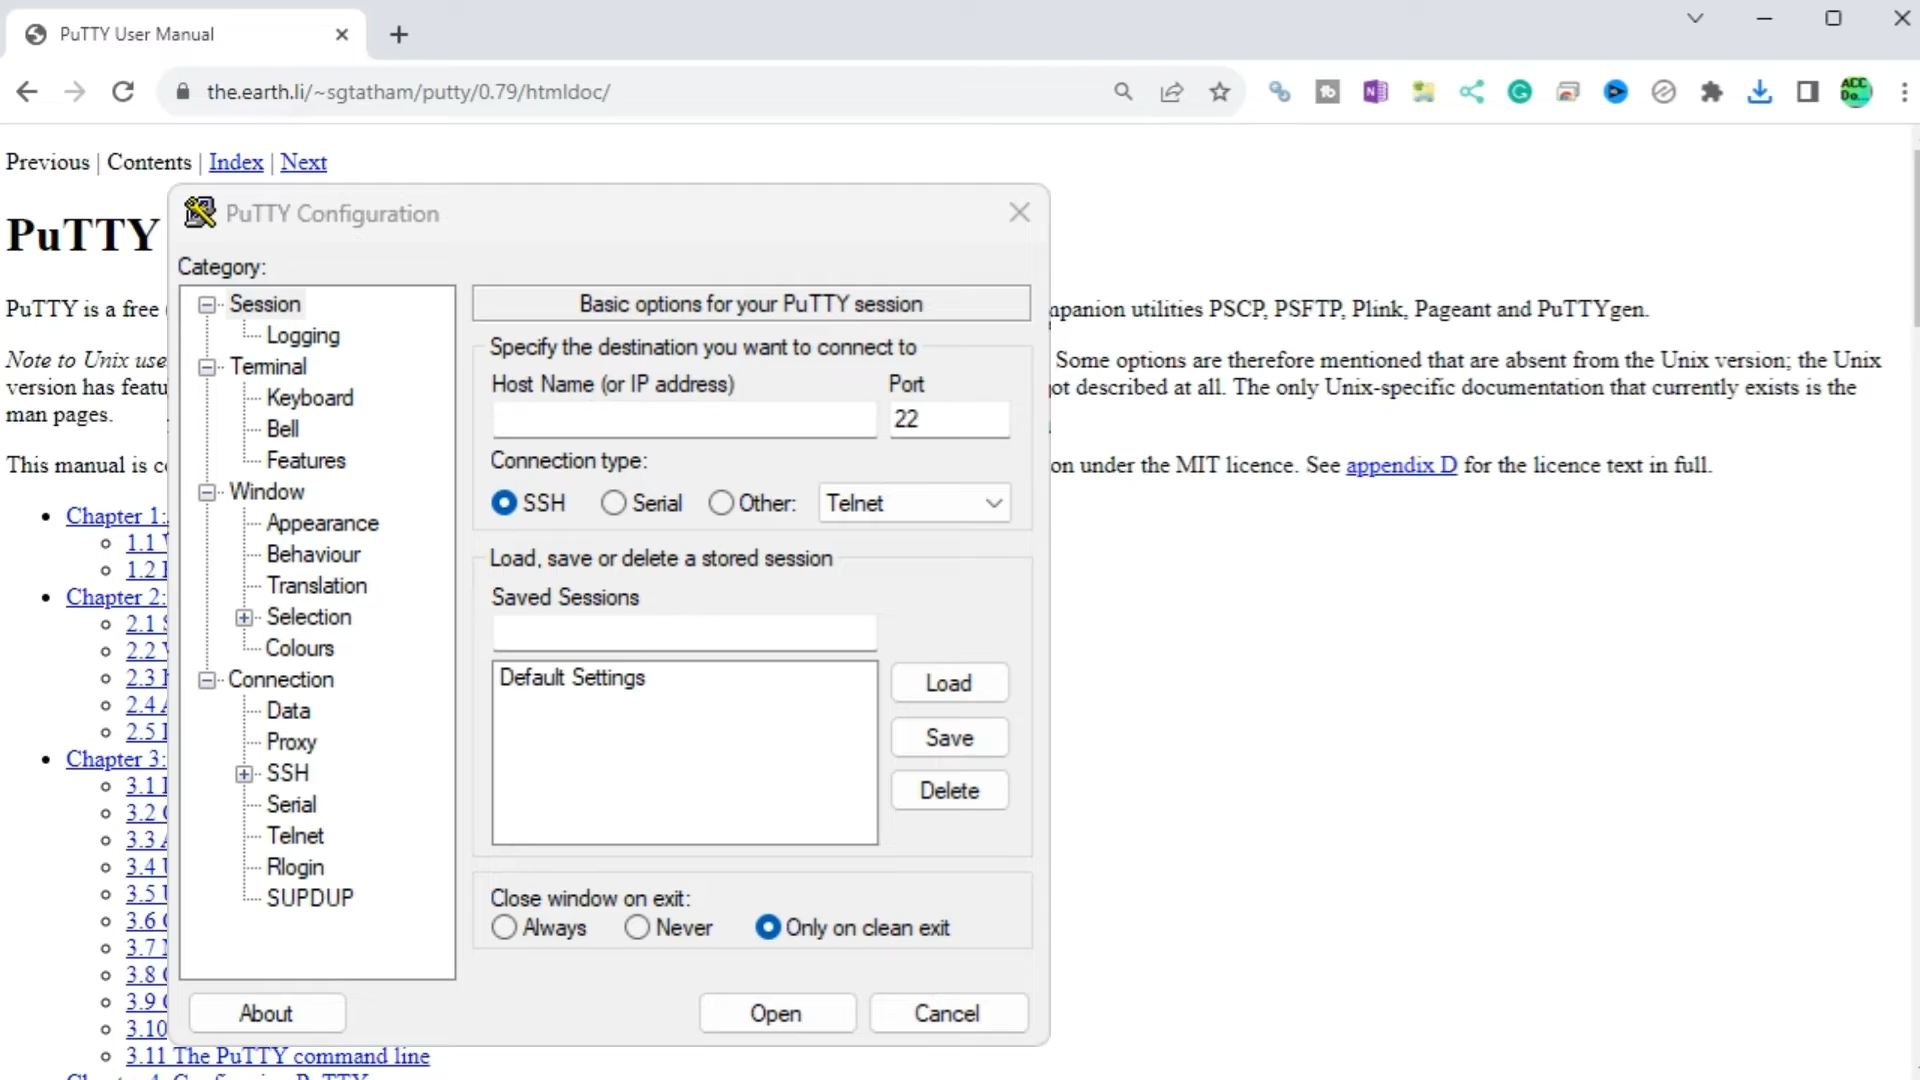 PuTTY User Manual
the.earth.li/~sgtatham/putty/0.79/htmldoc/
ACC
Do...
Previous | Contents | Index | Next
PuTTY
PuTTY is a free
mpanion utilities PSCP, PSFTP, Plink, Pageant and PuTTYgen.
Note to Unix use
Some options are therefore mentioned that are absent from the Unix version; the Unix
version has featu
ot described at all. The only Unix-specific documentation that currently exists is the
man pages.
This manual is c
on under the MIT licence. See appendix D for the licence text in full.
Chapter 1:
1.1
1.2
Chapter 2:
2.1
2.2
2.3
2.4
2.5
Chapter 3:
3.1
3.2
3.3
3.4
3.5
3.6
3.7
3.8
3.9
3.10
3.11 The PuTTY command line
PuTTY Configuration
Category:
Session
Logging
Terminal
Keyboard
Bell
Features
Window
Appearance
Behaviour
Translation
Selection
Colours
Connection
Data
Proxy
SSH
Serial
Telnet
Rlogin
SUPDUP
Basic options for your PuTTY session
Specify the destination you want to connect to
Host Name (or IP address) Port
22
Connection type:
SSH Serial Other: Telnet
Load, save or delete a stored session
Saved Sessions
Default Settings
Load
Save
Delete
Close window on exit:
Always Never Only on clean exit
About Open Cancel